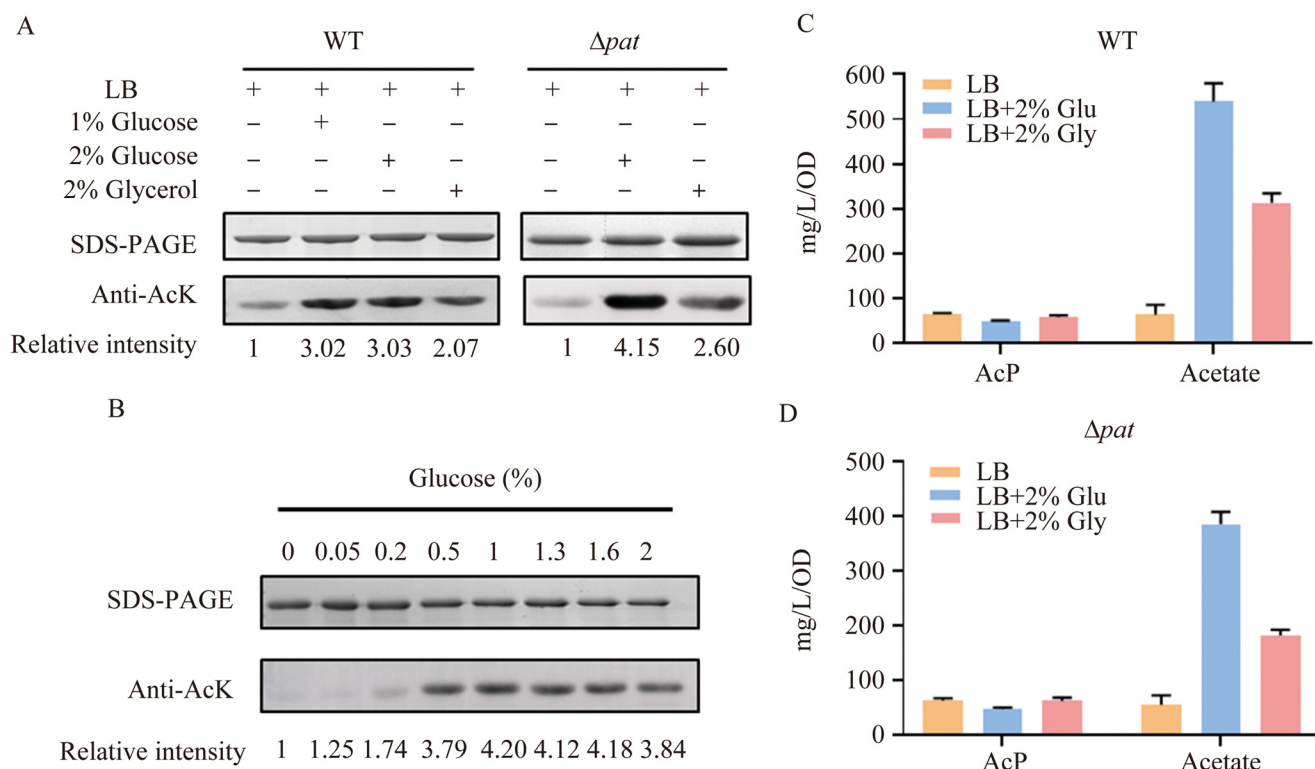 A
WT
Δpat
LB + + + + + + +
1% Glucose – + – – – – –
2% Glucose – – + – – + –
2% Glycerol – – – + – – +
SDS-PAGE
Anti-AcK
Relative intensity 1 3.02 3.03 2.07 1 4.15 2.60
B
Glucose (%)
0 0.05 0.2 0.5 1 1.3 1.6 2
SDS-PAGE
Anti-AcK
Relative intensity 1 1.25 1.74 3.79 4.20 4.12 4.18 3.84
C
WT
LB
LB+2% Glu
LB+2% Gly
mg/L/OD
600
500
400
300
200
100
0
AcP Acetate
D
Δpat
LB
LB+2% Glu
LB+2% Gly
mg/L/OD
500
400
300
200
100
0
AcP Acetate